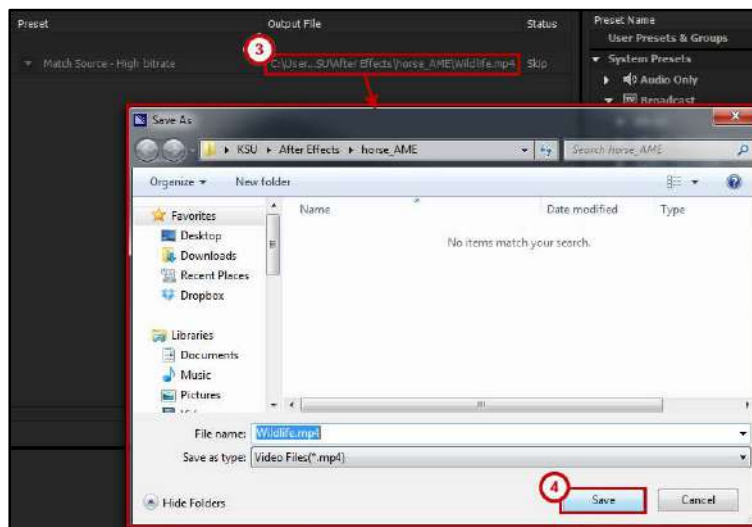 Preset Output File Status
Preset Name
User Presets & Groups
3
Match Source - High bitrate C:\User...SU\After Effects\horse_AME\Wildlife.mp4 Skip
System Presets
Audio Only
Broadcast
Save As
KSU After Effects horse_AME Search horse_AME
Organize New folder
Name Date modified Type
No items match your search.
Favorites
Desktop
Downloads
Recent Places
Dropbox
Libraries
Documents
Music
Pictures
File name: Wildlife.mp4
Save as type: Video Files(*.mp4)
4
Hide Folders Save Cancel